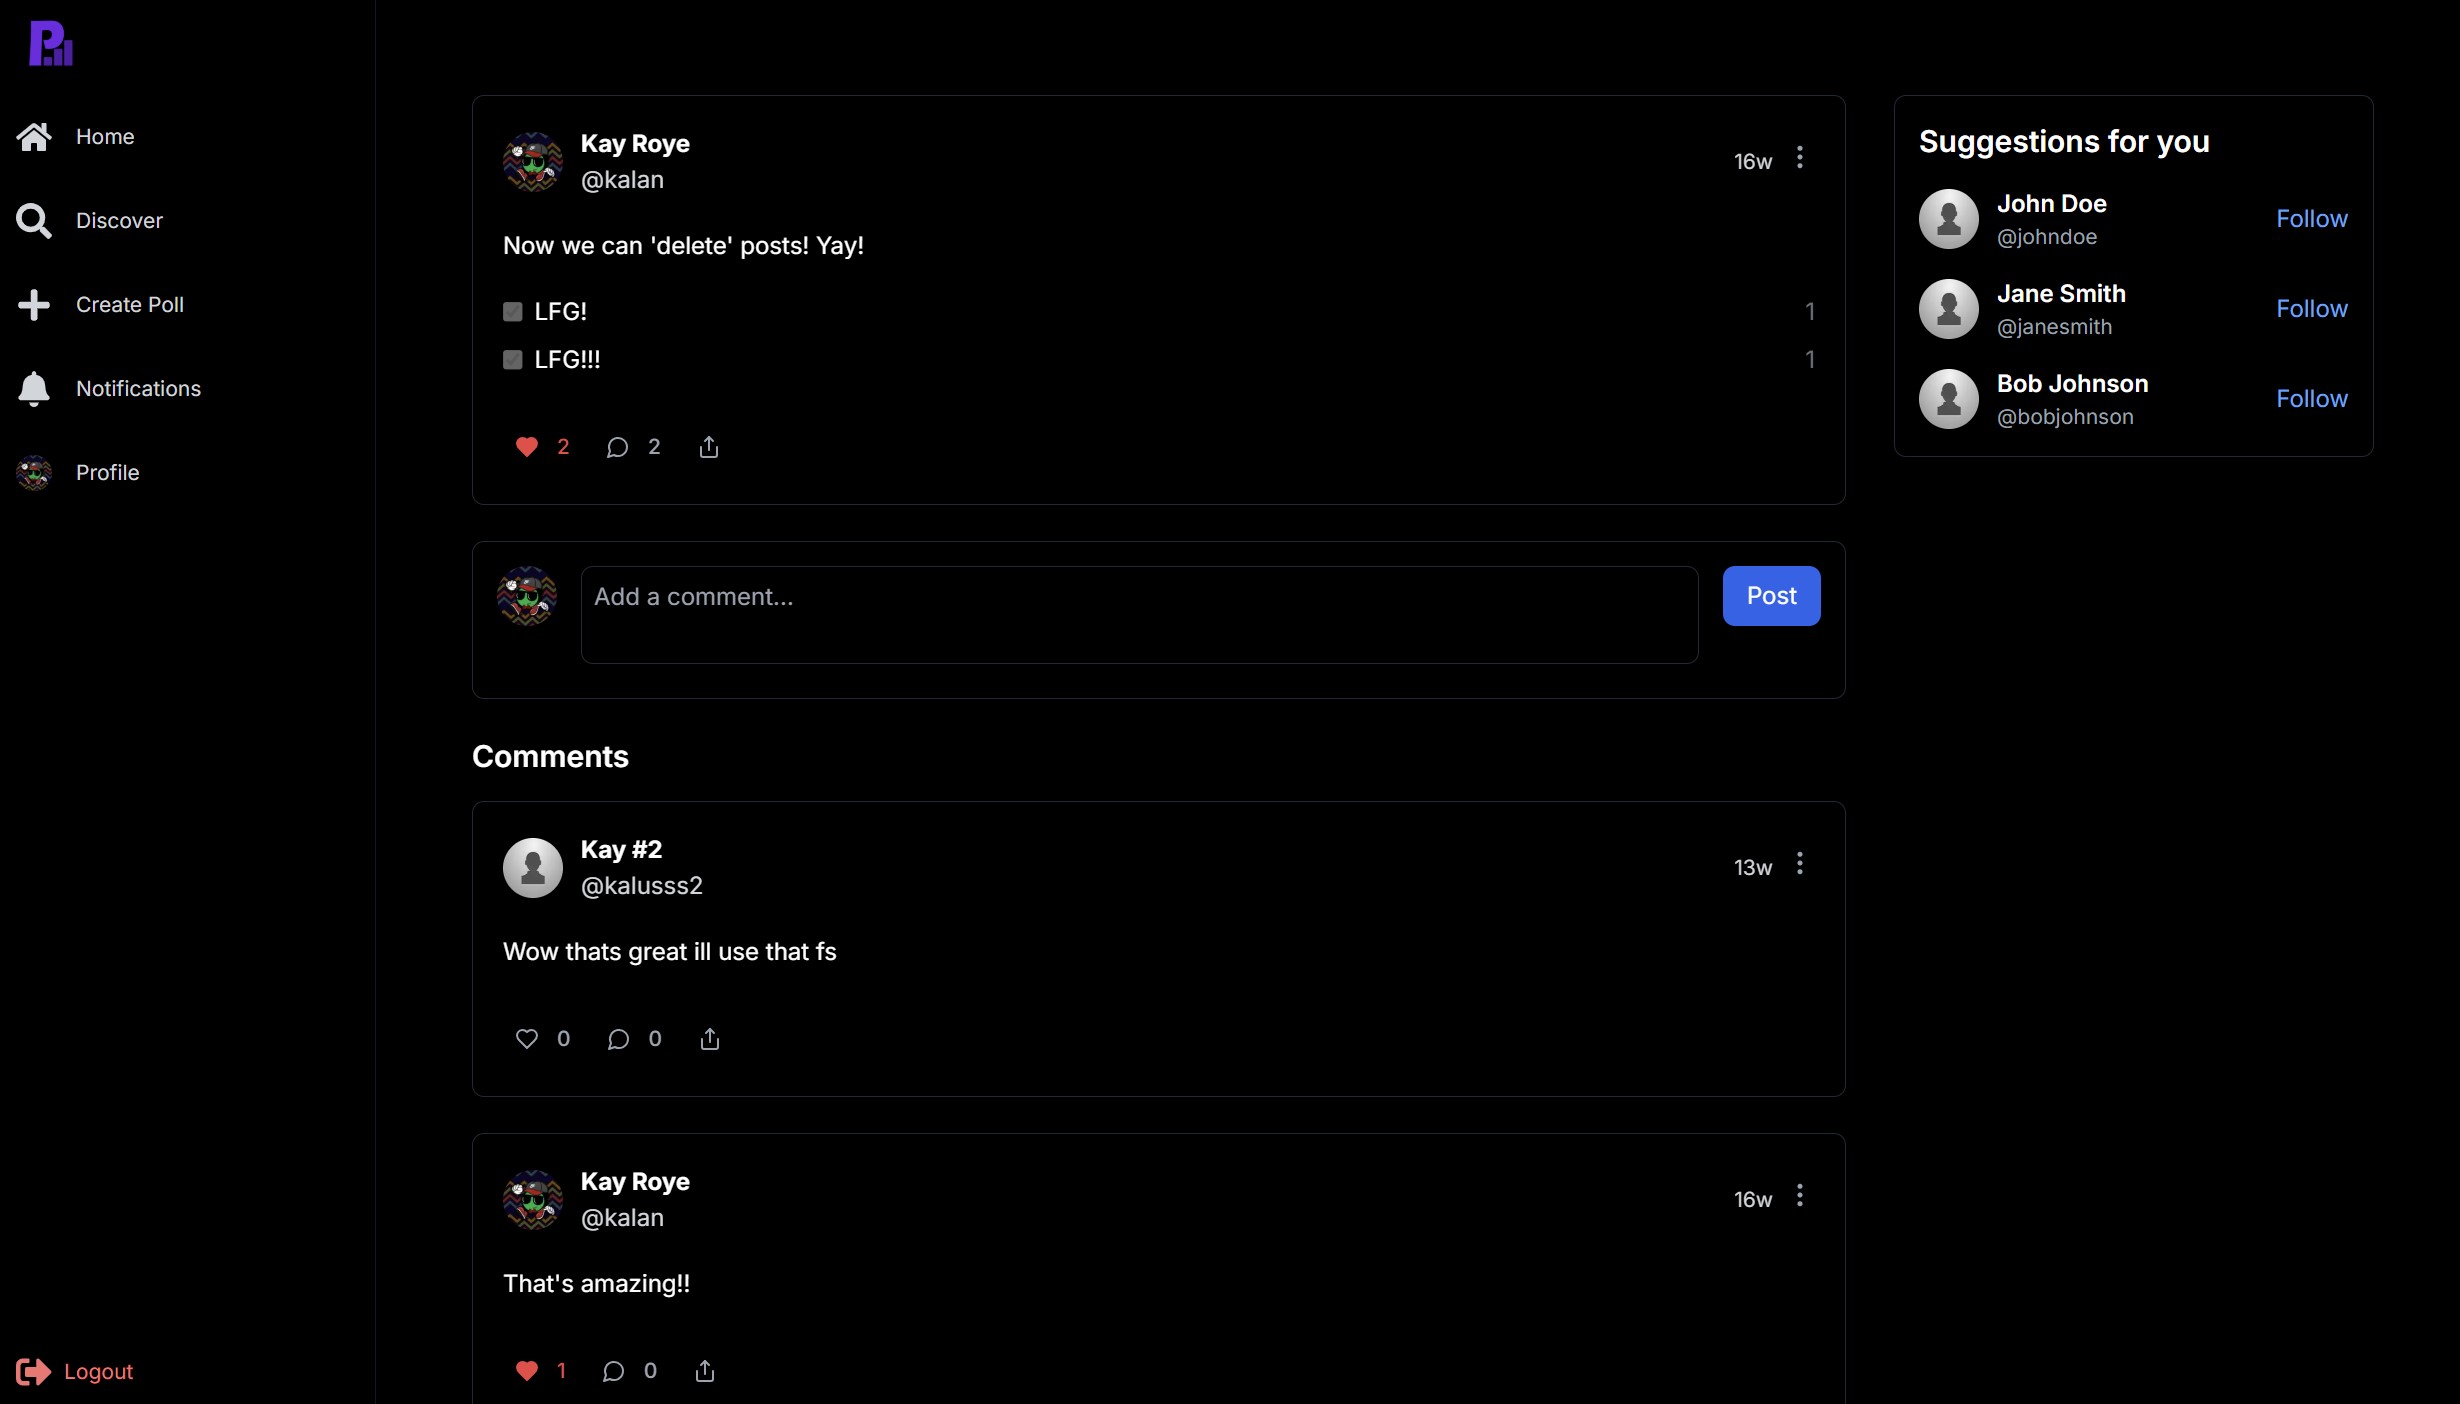 Home
Discover
Create Poll
Notifications
Profile
Logout
Kay Roye
@kalan
16w
Now we can 'delete' posts! Yay!
LFG! 1
LFG!!! 1
2 2
Add a comment...
Post
Comments
Kay #2
@kalusss2
13w
Wow thats great ill use that fs
0 0
Kay Roye
@kalan
16w
That's amazing!!
1 0
Suggestions for you
John Doe
@johndoe
Follow
Jane Smith
@janesmith
Follow
Bob Johnson
@bobjohnson
Follow